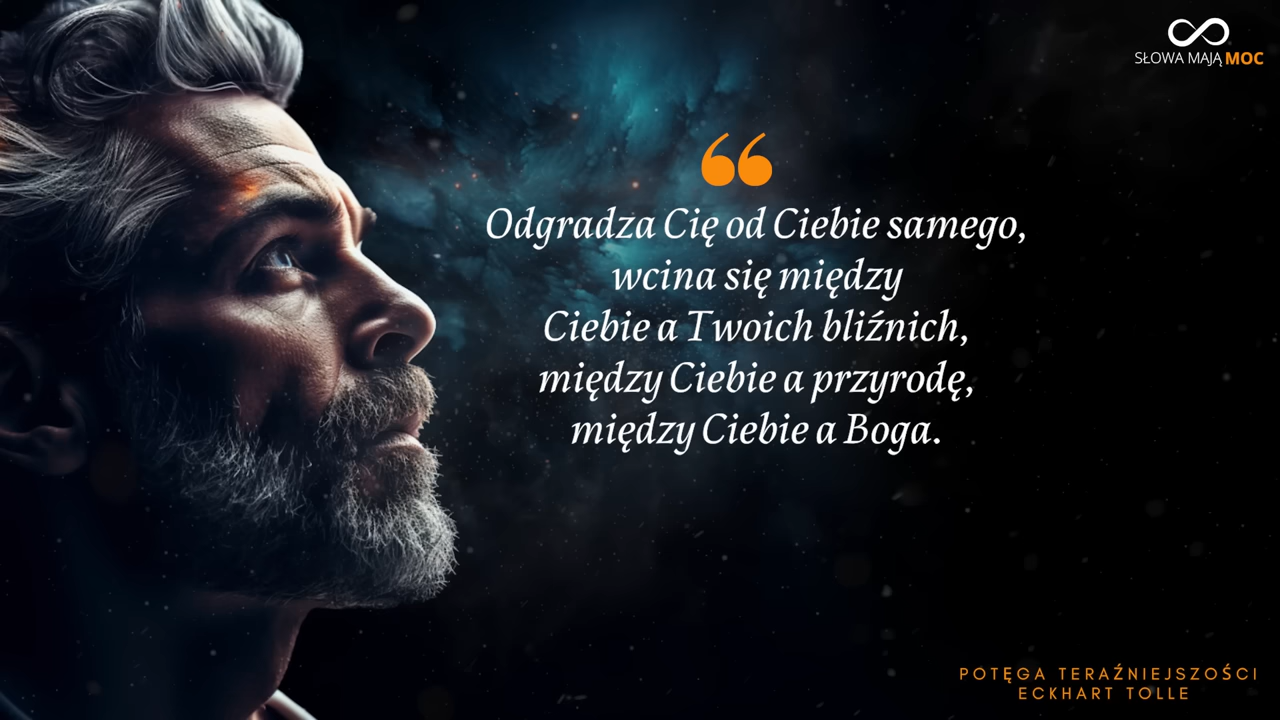 SŁOWA MAJĄ MOC
Odgradza Cię od Ciebie samego,
wcina się między
Ciebie a Twoich bliźnich,
między Ciebie a przyrodę,
między Ciebie a Boga.
POTĘGA TERAŹNIEJSZOŚCI
ECKHART TOLLE